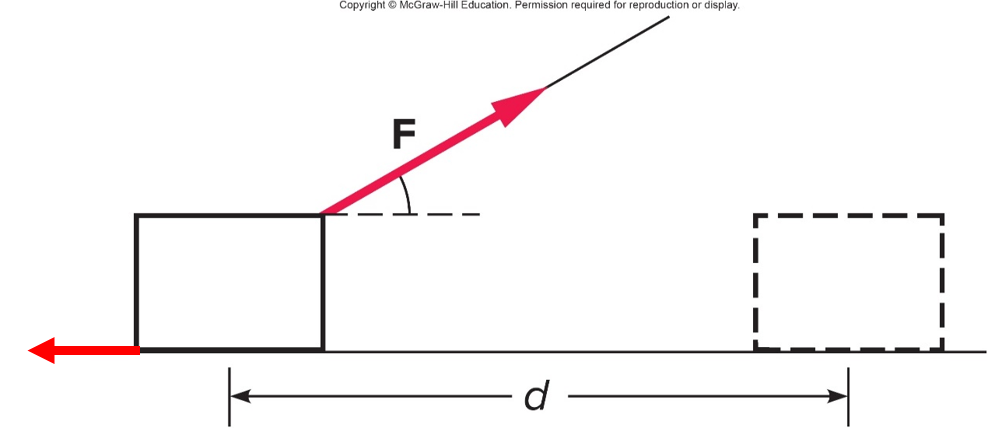 Copyright © McGraw-Hill Education. Permission required for reproduction or display.
F
d